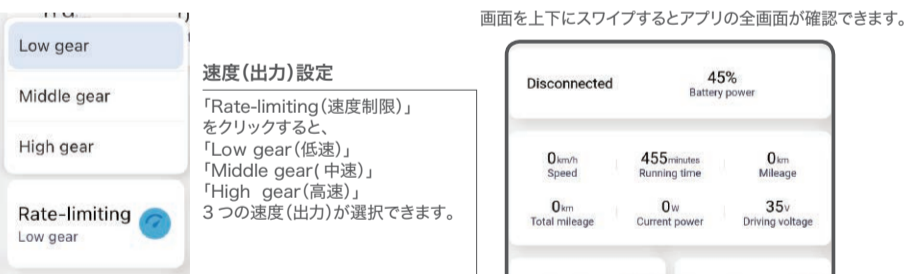 Low gear
Middle gear
High gear
Rate-limiting
Low gear
速度(出力)設定
「Rate-limiting(速度制限)」
をクリックすると、
「Low gear(低速)」
「Middle gear(中速)」
「High gear(高速)」
3つの速度(出力)が選択できます。
画面を上下にスワイプするとアプリの全画面が確認できます。
Disconnected
45%
Battery power
0km/h
Speed
455minutes
Running time
0km
Mileage
0km
Total mileage
0w
Current power
35v
Driving voltage